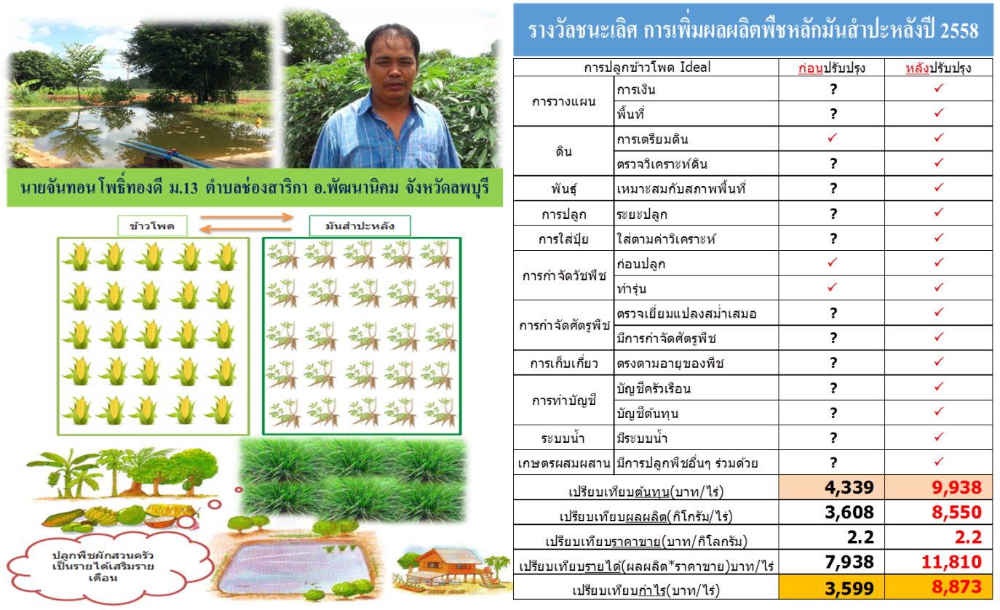 รางวัลชนะเลิศ การเพิ่มผลผลิตพืชหลักมันสำปะหลังปี 2558
นายจันทอน โพธิ์ทองดี ม.13 ตำบลช่องสาริกา อ.พัฒนานิคม จังหวัดลพบุรี
ข้าวโพด
มันสำปะหลัง
ปลูกพืชผักสวนครัว
เป็นรายได้เสริมราย
เดือน
การปลูกข้าวโพด Ideal ก่อนปรับปรุง หลังปรับปรุง
การวางแผน การเงิน ? ✓
พื้นที่ ? ✓
ดิน การเตรียมดิน ✓ ✓
ตรวจวิเคราะห์ดิน ? ✓
พันธุ์ เหมาะสมกับสภาพพื้นที่ ? ✓
การปลูก ระยะปลูก ? ✓
การใส่ปุ๋ย ใส่ตามค่าวิเคราะห์ ? ✓
การกำจัดวัชพืช ก่อนปลูก ✓ ✓
ทำรุ่น ✓ ✓
การกำจัดศัตรูพืช ตรวจเยี่ยมแปลงสม่ำเสมอ ? ✓
มีการกำจัดศัตรูพืช ? ✓
การเก็บเกี่ยว ตรงตามอายุของพืช ? ✓
การทำบัญชี บัญชีครัวเรือน ? ✓
บัญชีต้นทุน ? ✓
ระบบน้ำ มีระบบน้ำ ? ✓
เกษตรผสมผสาน มีการปลูกพืชอื่นๆ ร่วมด้วย ? ✓
เปรียบเทียบต้นทุน(บาท/ไร่) 4,339 9,938
เปรียบเทียบผลผลิต(กิโกรัม/ไร่) 3,608 8,550
เปรียบเทียบราคาขาย(บาท/กิโลกรัม) 2.2 2.2
เปรียบเทียบรายได้(ผลผลิต*ราคาขาย)บาท/ไร่ 7,938 11,810
เปรียบเทียบกำไร(บาท/ไร่) 3,599 8,873